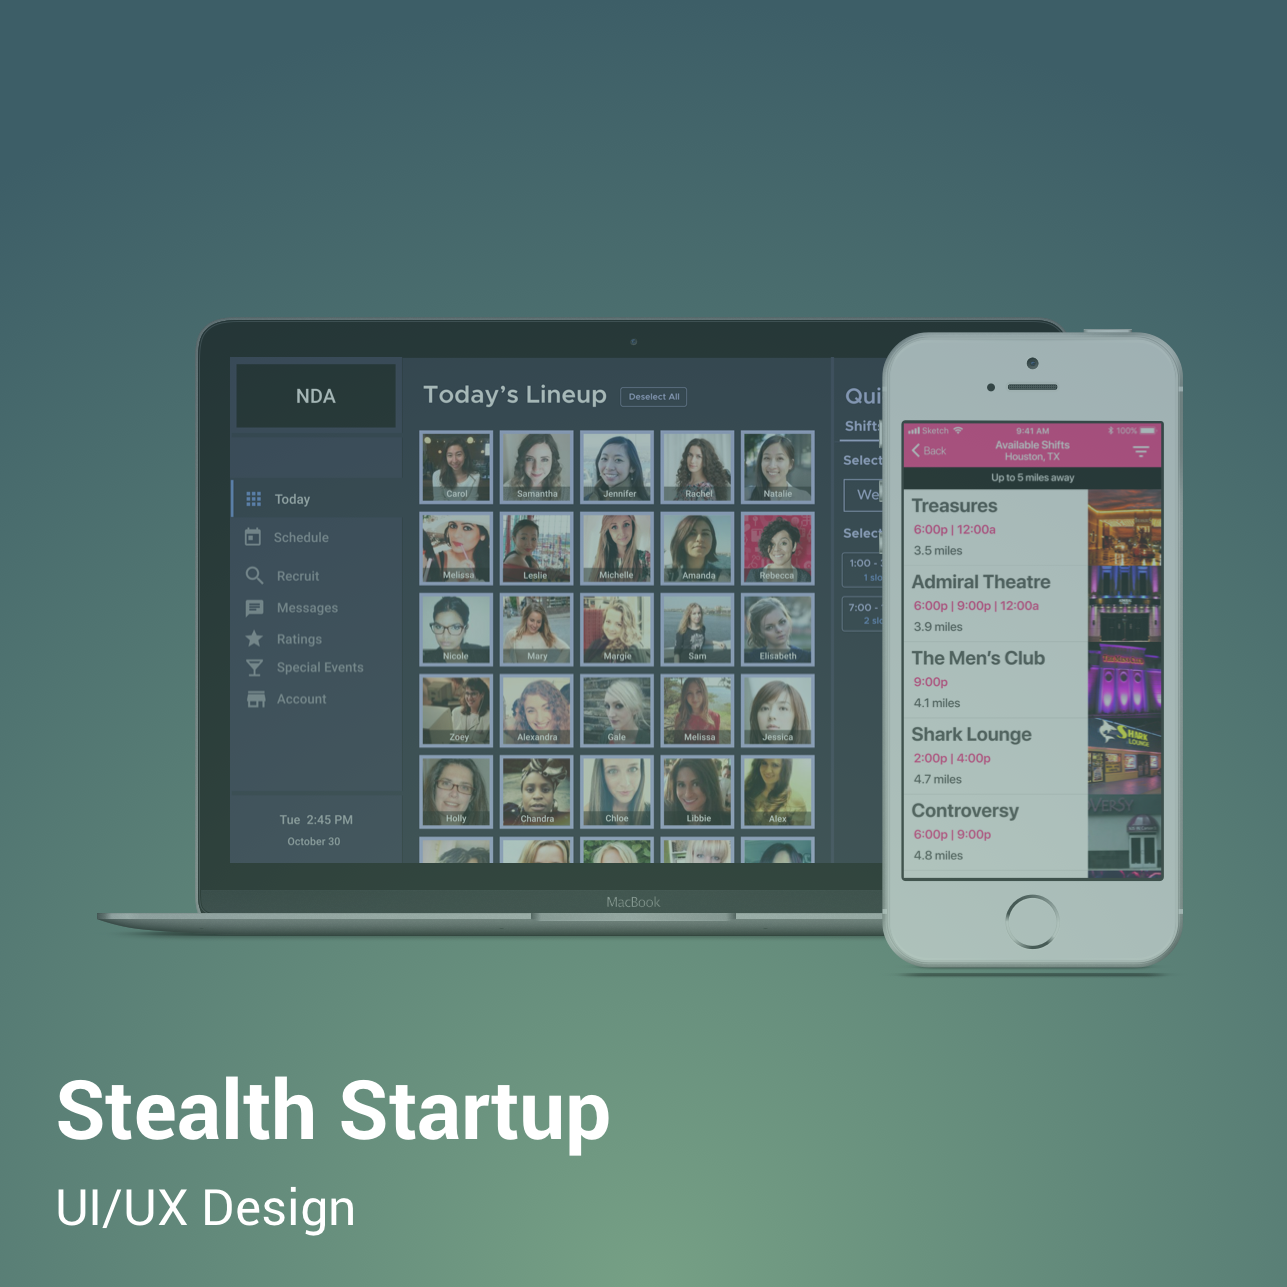 NDA
Today's Lineup
Deselect All
Today
Schedule
Recruit
Messages
Ratings
Special Events
Account
Tue 2:45 PM
October 30
Carol
Samantha
Jennifer
Rachel
Natalie
Melissa
Leslie
Michelle
Amanda
Rebecca
Nicole
Mary
Margie
Sam
Elisabeth
Zoey
Alexandra
Gale
Melissa
Jessica
Holly
Chandra
Chloe
Libbie
Alex
Qui
Shift
Select
We
Select
1:00 -
1 slo
7:00 -
2 slo
MacBook
Sketch
9:41 AM
100%
Back
Available Shifts
Houston, TX
Up to 5 miles away
Treasures
6:00p | 12:00a
3.5 miles
Admiral Theatre
6:00p | 9:00p | 12:00a
3.9 miles
The Men's Club
9:00p
4.1 miles
Shark Lounge
2:00p | 4:00p
4.7 miles
SHARK
LOUNGE
Controversy
6:00p | 9:00p
4.8 miles
VERSY
Stealth Startup
UI/UX Design